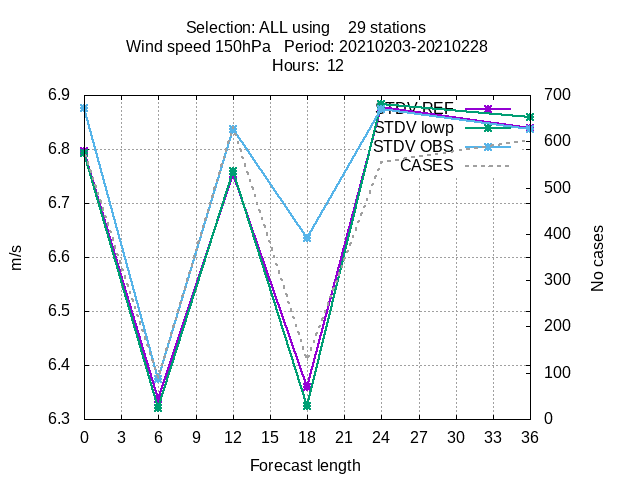 Selection: ALL using    29 stations
Wind speed 150hPa   Period: 20210203-20210228
Hours:  12
6.9
6.8
6.7
6.6
6.5
6.4
6.3
m/s
700
600
500
400
300
200
100
0
No cases
STDV REF
STDV lowp
STDV OBS
CASES
0 3 6 9 12 15 18 21 24 27 30 33 36
Forecast length